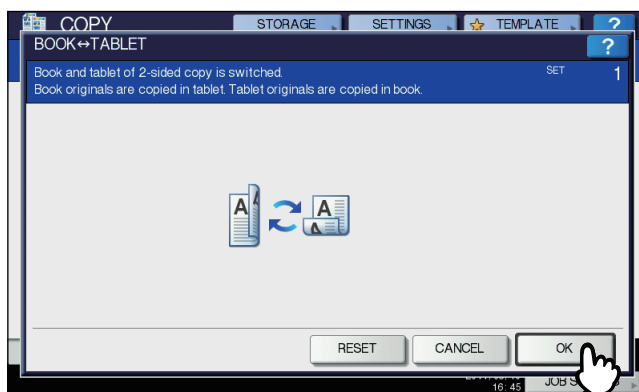 COPY STORAGE SETTINGS TEMPLATE ?
BOOK↔TABLET ?
Book and tablet of 2-sided copy is switched. SET 1
Book originals are copied in tablet. Tablet originals are copied in book.
A A
A A
RESET CANCEL OK
16: 45 JOB